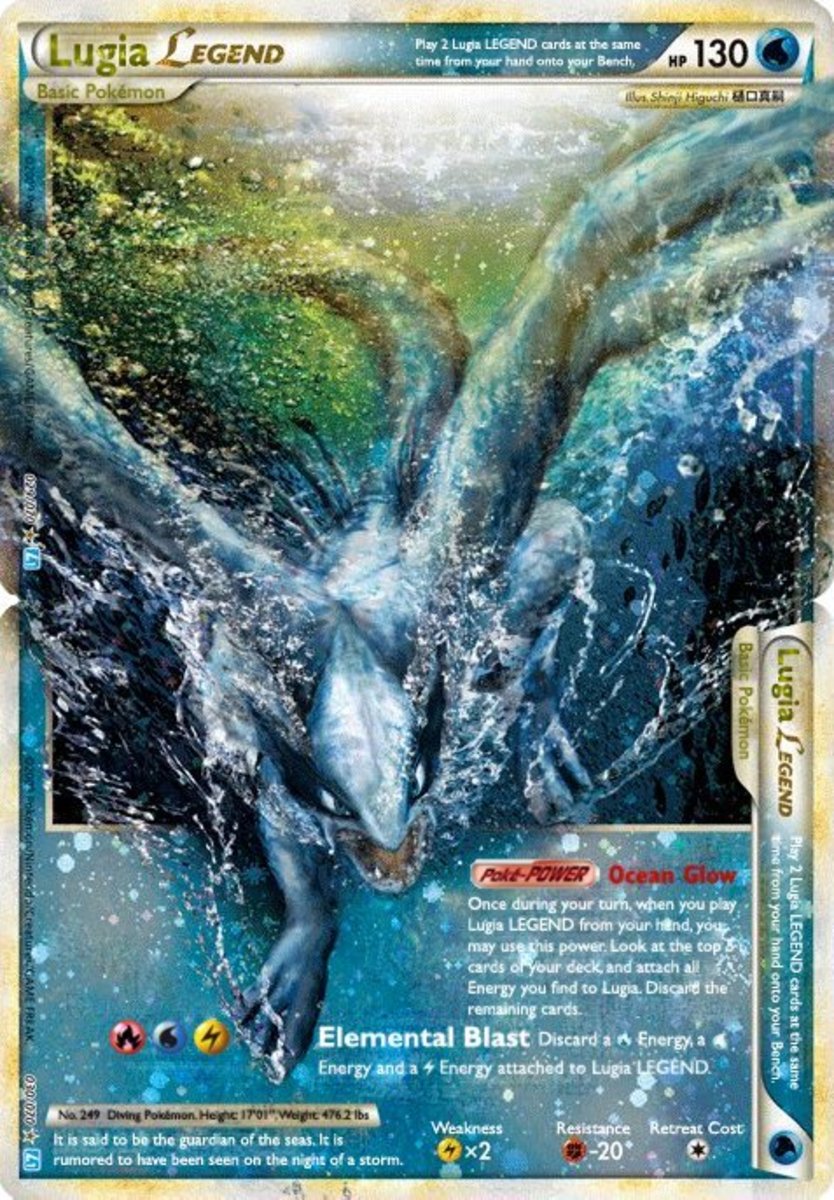 Lugia LEGEND
Play 2 Lugia LEGEND cards at the same
time from your hand onto your Bench.
HP 130
Basic Pokémon
Illus. Shinji Higuchi 樋口真嗣
L1
Lugia LEGEND
Basic Pokémon
Play 2 Lugia LEGEND cards at the same
time from your hand onto your Bench.
Poké-POWER Ocean Glow
Once during your turn, when you play
Lugia LEGEND from your hand, you
may use this power. Look at the top 5
cards of your deck, and attach all
Energy you find to Lugia. Discard the
remaining cards.
Elemental Blast Discard a Energy, a
Energy and a Energy attached to Lugia LEGEND.
No. 249 Diving Pokémon. Height: 17'01". Weight: 476.2 lbs
It is said to be the guardian of the seas. It is
rumored to have been seen on the night of a storm.
Weakness
×2
Resistance
-20
Retreat Cost
030/070
L1